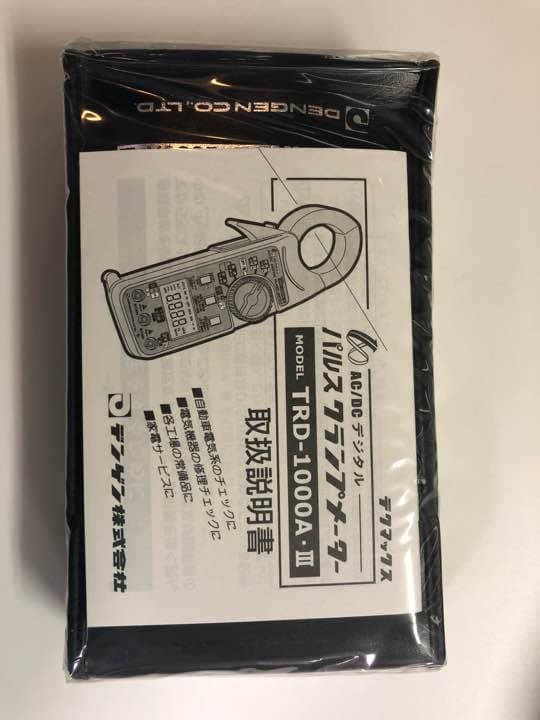 DENGEN CO., LTD.
テクマックス
AC/DC デジタル
パルスクランプメーター
MODEL TRD-1000A・III
取扱説明書
■自動車電気系のチェックに
■電気機器の修理チェックに
■各工場の常備品に
■家電サービスに
デンゲン株式会社